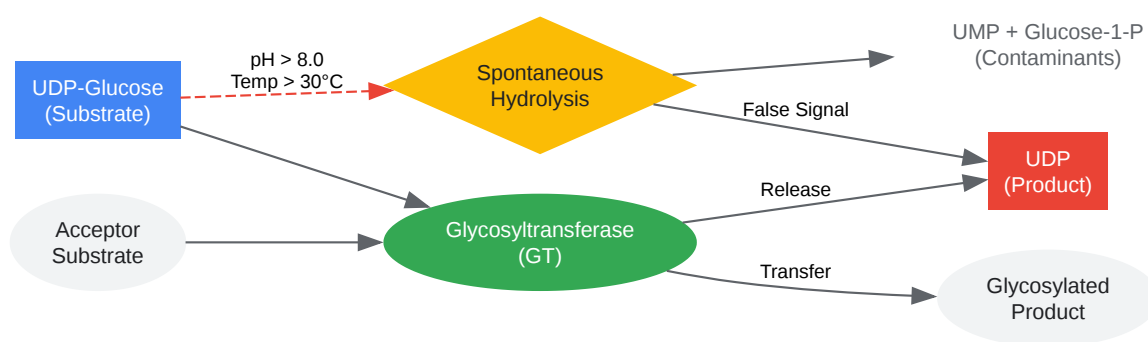 UMP + Glucose-1-P
(Contaminants)
pH > 8.0
Temp > 30°C
UDP-Glucose
(Substrate)
Spontaneous
Hydrolysis
False Signal
UDP
(Product)
Release
Acceptor
Substrate
Glycosyltransferase
(GT)
Transfer
Glycosylated
Product